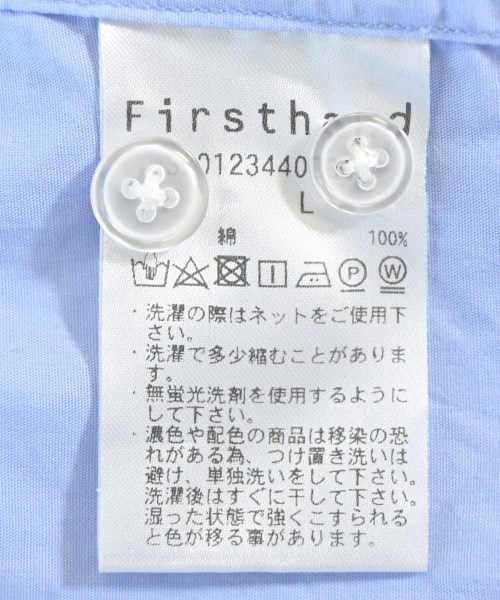 0123440
L
綿 100%
P W
・洗濯の際はネットをご使用下
さい。
・洗濯で多少縮むことがありま
す。
・無蛍光洗剤を使用するように
して下さい。
・濃色や配色の商品は移染の恐
れがある為、つけ置き洗いは
避け、単独洗いをして下さい。
洗濯後はすぐに干して下さい。
湿った状態で強くこすられる
と色が移る事があります。